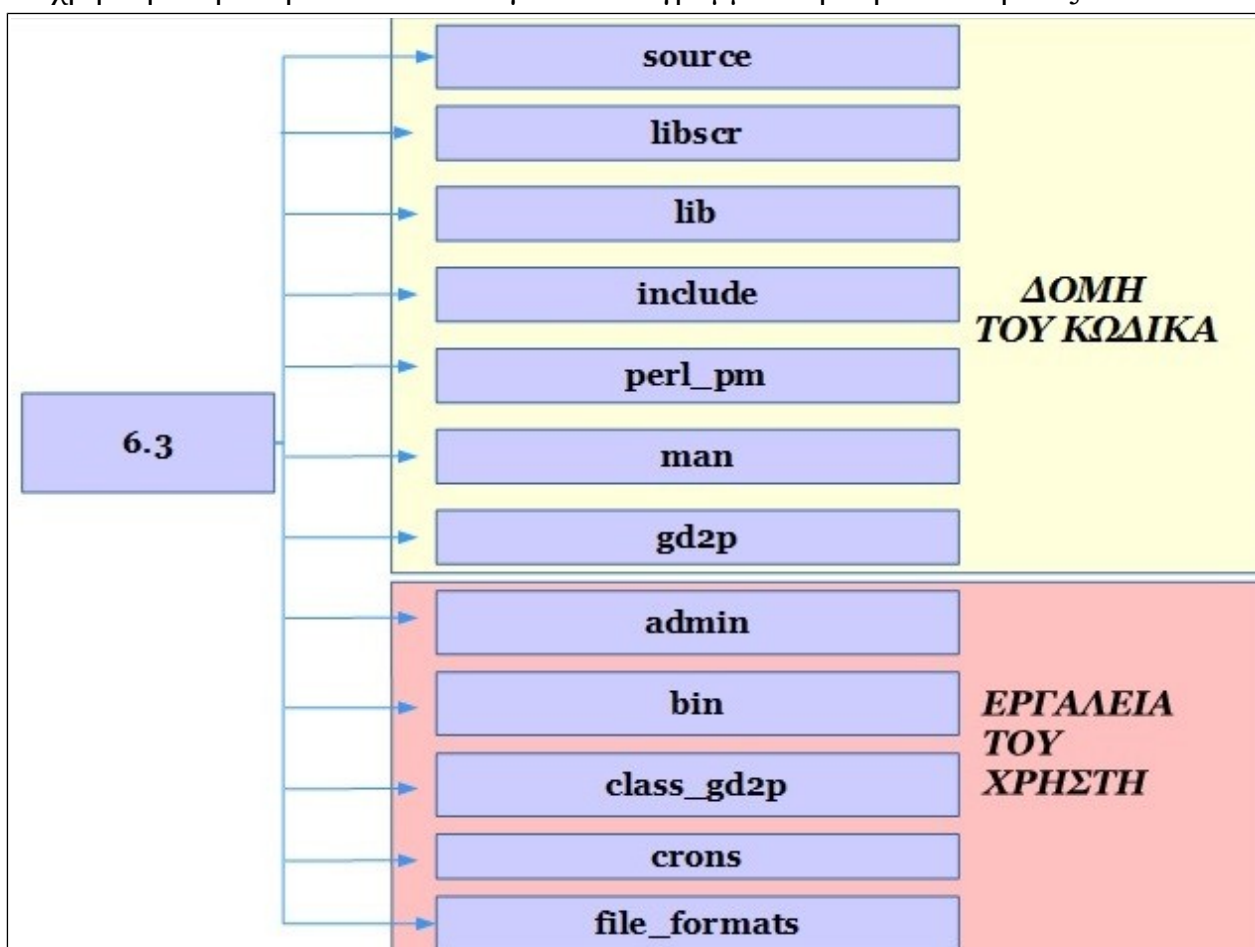 source
libscr
lib
include
perl_pm
man
gd2p
ΔΟΜΗ
ΤΟΥ ΚΩΔΙΚΑ
6.3
admin
bin
class_gd2p
crons
file_formats
ΕΡΓΑΛΕΙΑ
ΤΟΥ
ΧΡΗΣΤΗ